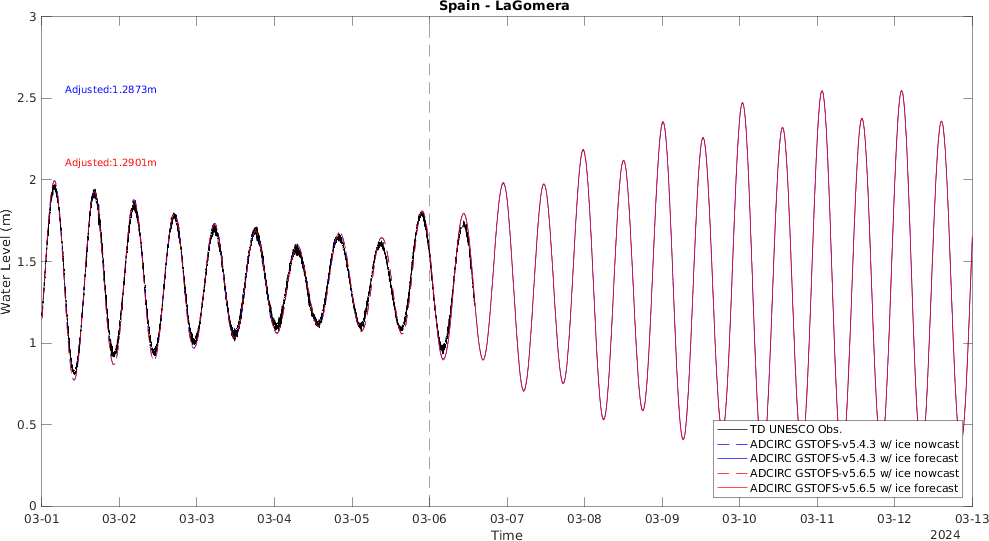 Spain - LaGomera
3
2.5
2
1.5
1
0.5
0
Water Level (m)
Adjusted:1.2873m
Adjusted:1.2901m
TD UNESCO Obs.
ADCIRC GSTOFS-v5.4.3 w/ ice nowcast
ADCIRC GSTOFS-v5.4.3 w/ ice forecast
ADCIRC GSTOFS-v5.6.5 w/ ice nowcast
ADCIRC GSTOFS-v5.6.5 w/ ice forecast
03-01 03-02 03-03 03-04 03-05 03-06 03-07 03-08 03-09 03-10 03-11 03-12 03-13
Time
2024